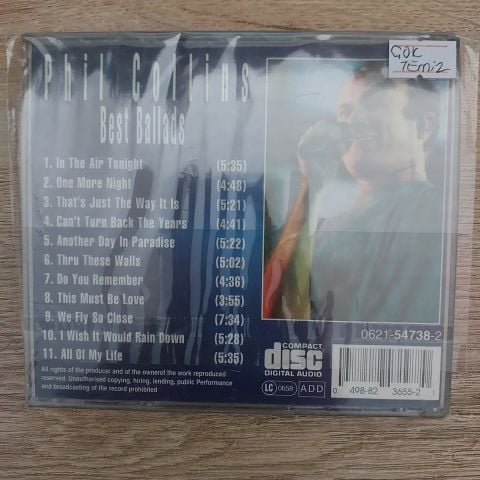 ÇOK
TEMiZ
Phil Collins
Best Ballads
1. In The Air Tonight (5:35)
2. One More Night (4:48)
3. That's Just The Way It Is (5:21)
4. Can't Turn Back The Years (4:41)
5. Another Day In Paradise (5:22)
6. Thru These Walls (5:02)
7. Do You Remember (4:36)
8. This Must Be Love (3:55)
9. We Fly So Close (7:34)
10. I Wish It Would Rain Down (5:28)
11. All Of My Life (5:35)
All rights of the producer and of the ownerof the work reproduced
reserved. Unauthorised copying, hiring, lending, public Performance
and broadcasting of the record prohibited
0621-54738-2
COMPACT
disc
DIGITAL AUDIO
LC 0658 ADD
0 498-82 3655-2